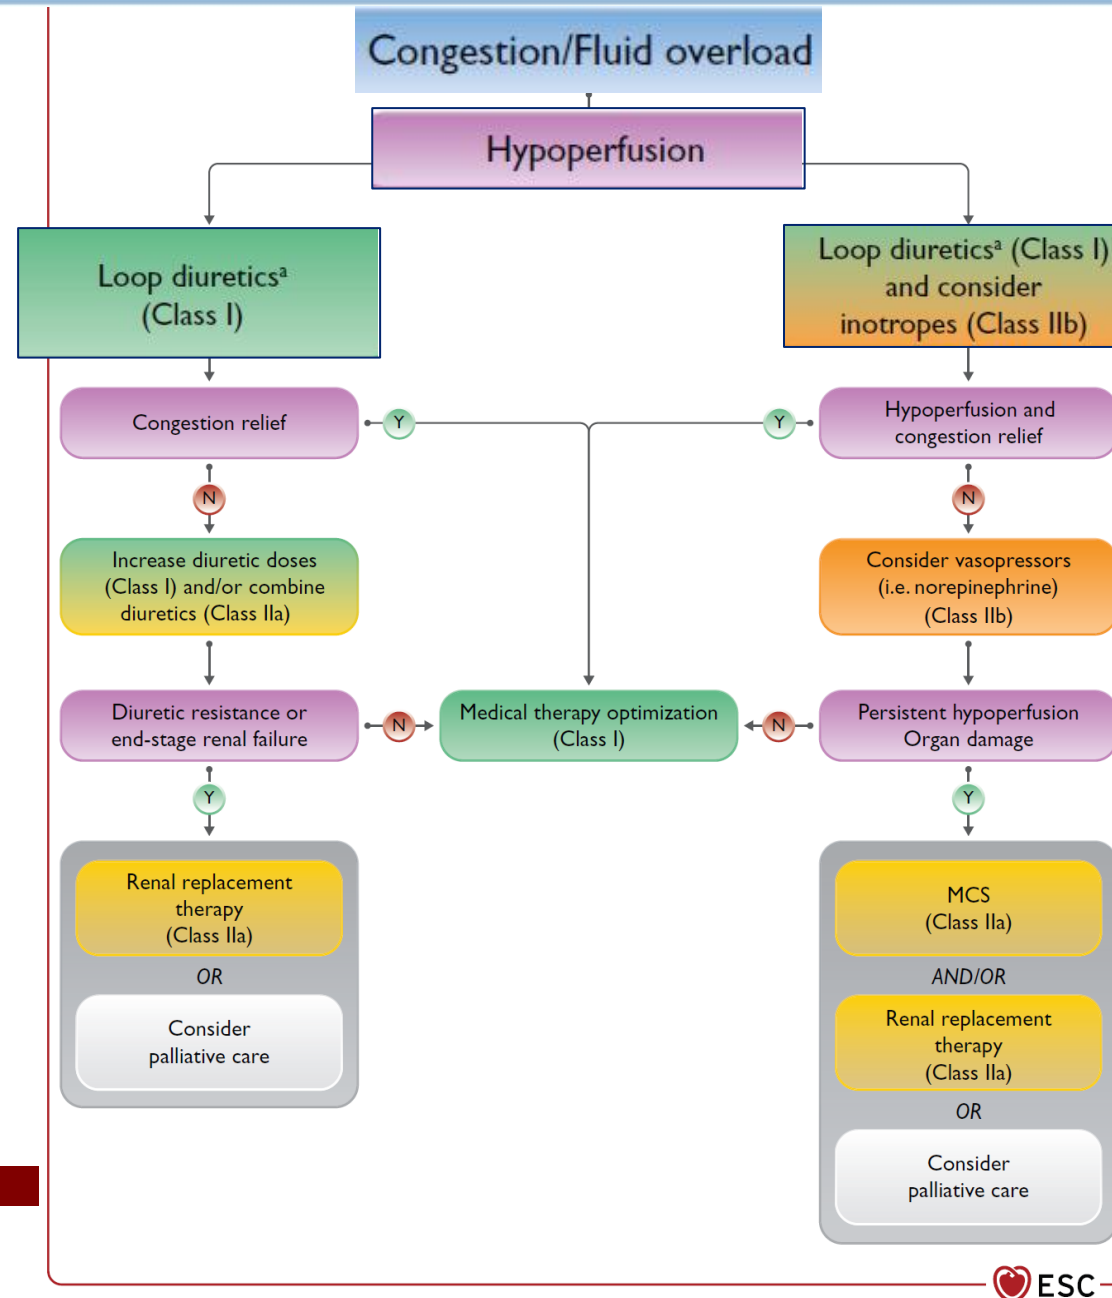 Congestion/Fluid overload
Hypoperfusion
Loop diureticsᵃ
(Class I)
Loop diureticsᵃ (Class I)
and consider
inotropes (Class IIb)
Congestion relief
Y
Y
Hypoperfusion and
congestion relief
N
N
Increase diuretic doses
(Class I) and/or combine
diuretics (Class IIa)
Consider vasopressors
(i.e. norepinephrine)
(Class IIb)
Diuretic resistance or
end-stage renal failure
N
Medical therapy optimization
(Class I)
N
Persistent hypoperfusion
Organ damage
Y
Y
Renal replacement
therapy
(Class IIa)
OR
Consider
palliative care
MCS
(Class IIa)
AND/OR
Renal replacement
therapy
(Class IIa)
OR
Consider
palliative care
ESC